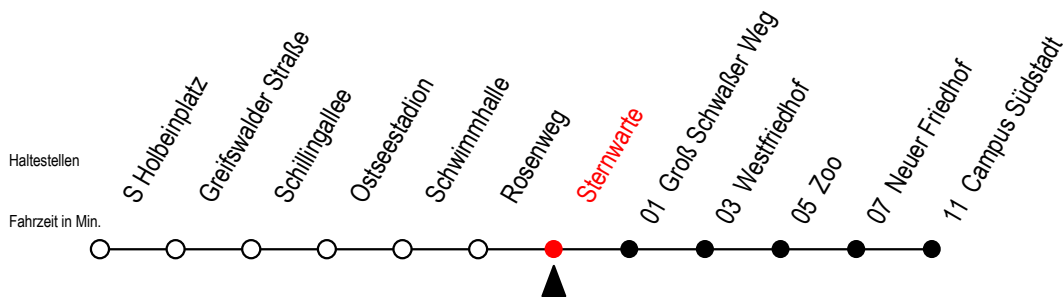 Haltestellen
Fahrzeit in Min.
S Holbeinplatz
Greifswalder Straße
Schillingallee
Ostseestadion
Schwimmhalle
Rosenweg
Sternwarte
01 Groß Schwaßer Weg
03 Westfriedhof
05 Zoo
07 Neuer Friedhof
11 Campus Südstadt